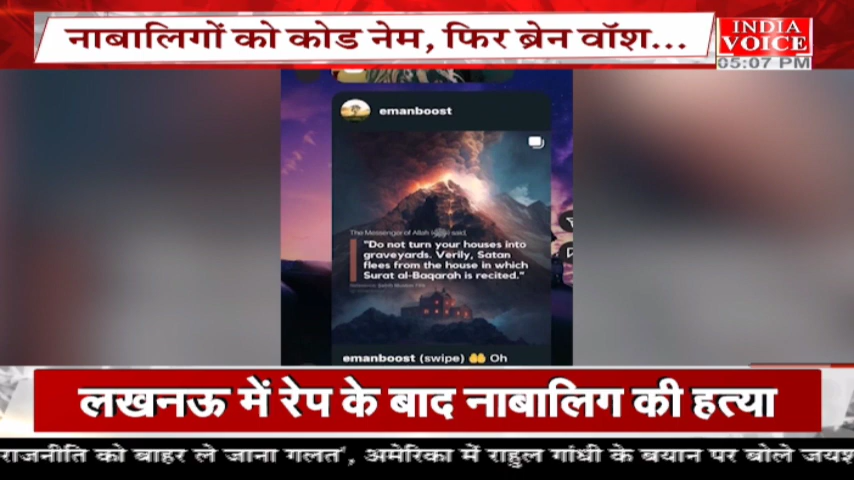 नाबालिगों को कोड नेम, फिर ब्रेन वॉश...
INDIA
VOICE
05:07 PM
emanboost
The Messenger of Allah said,
"Do not turn your houses into
graveyards. Verily, Satan
flees from the house in which
Surat al-Baqarah is recited."
emanboost (swipe) 🤲 Oh
लखनऊ में रेप के बाद नाबालिग की हत्या
राजनीति को बाहर ले जाना गलत', अमेरिका में राहुल गांधी के बयान पर बोले जयश